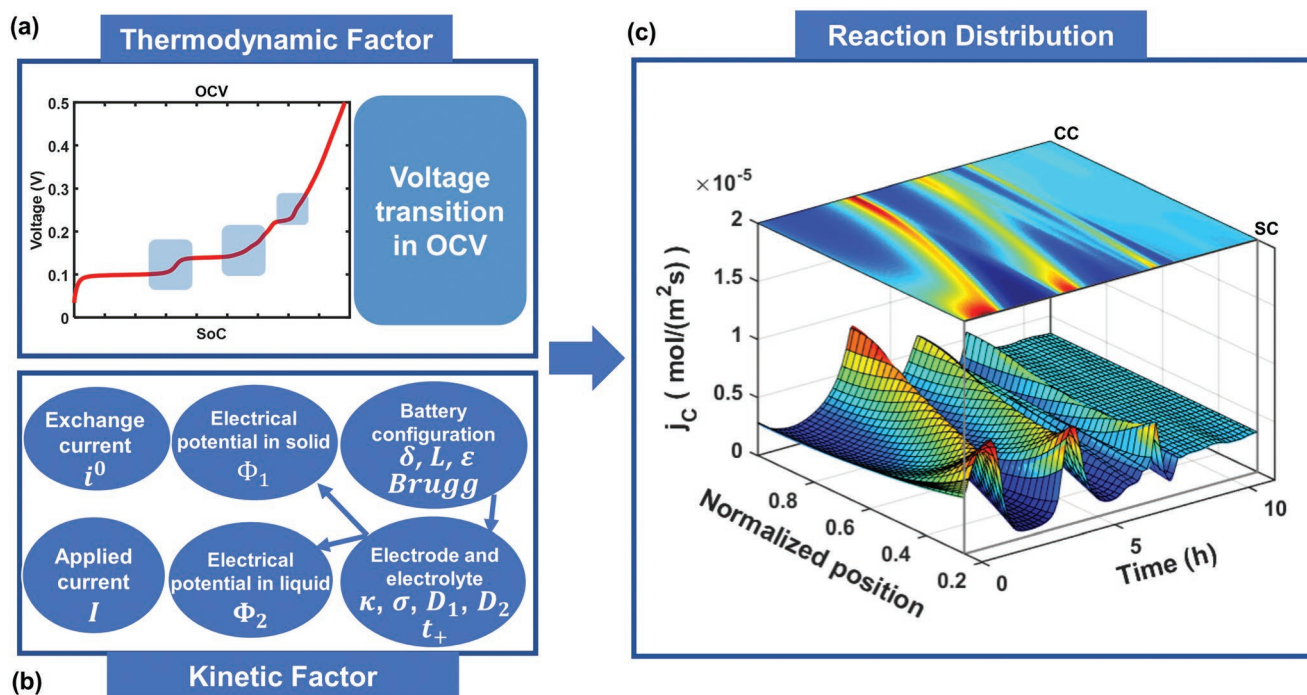 (a)
Thermodynamic Factor
OCV
0.5
0.4
0.3
0.2
0.1
0
Voltage (V)
SoC
Voltage
transition
in OCV
Exchange
current
i⁰
Electrical
potential in solid
Φ₁
Battery
configuration
δ, L, ε
Brugg
Applied
current
I
Electrical
potential in liquid
Φ₂
Electrode and
electrolyte
κ, σ, D₁, D₂
t₊
(b)
Kinetic Factor
(c)
Reaction Distribution
CC
SC
×10⁻⁵
2
1.5
1
0.5
0
j_C ( mol/(m²s)
0.8
0.6
0.4
0.2
Normalized position
0
5
10
Time (h)